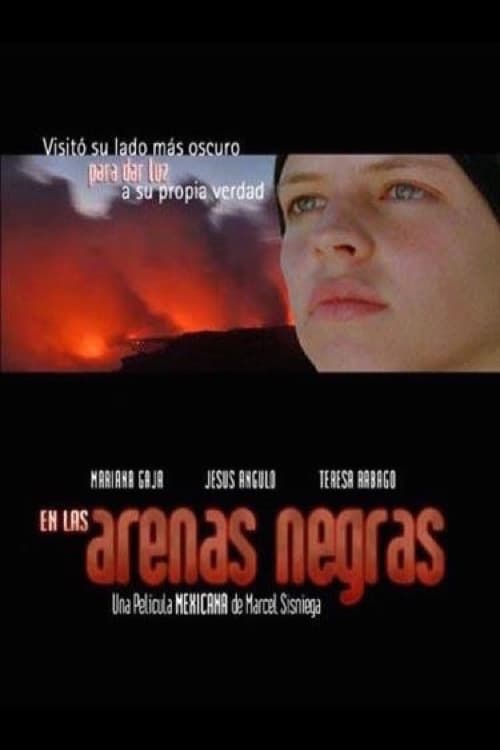 Visitó su lado más oscuro
para dar luz
a su propia verdad
MARIANA GAJA JESUS ANGULO TERESA RABAGO
EN LAS arenas negras
Una Película MEXICANA de Marcel Sisniega